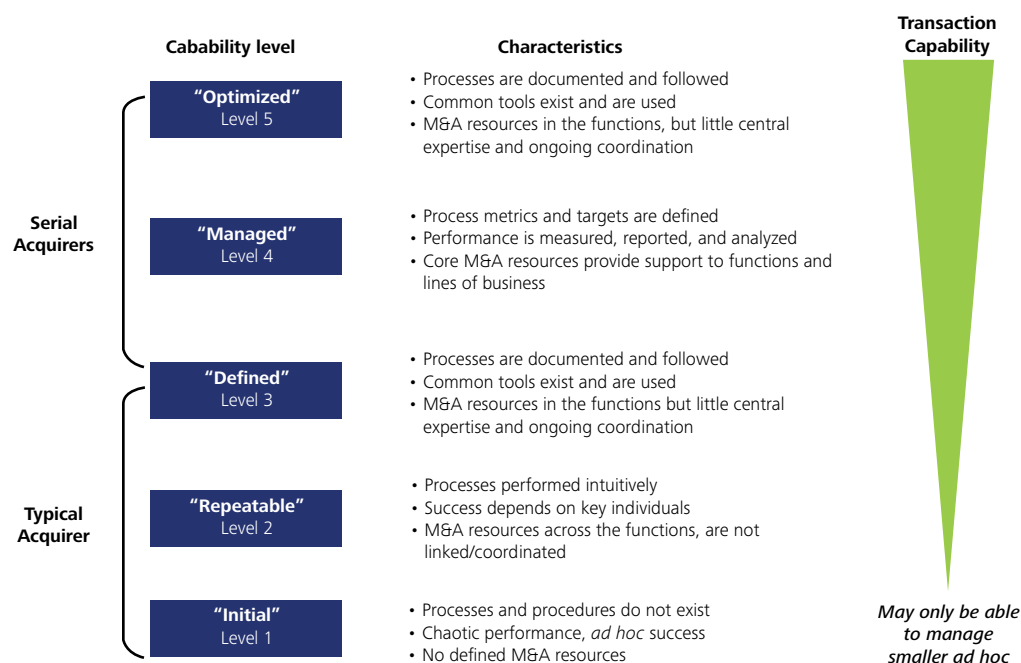 Transaction
Capability
Cabability level
Characteristics
“Optimized”
Level 5
• Processes are documented and followed
• Common tools exist and are used
• M&A resources in the functions, but little central
expertise and ongoing coordination
Serial
Acquirers
“Managed”
Level 4
• Process metrics and targets are defined
• Performance is measured, reported, and analyzed
• Core M&A resources provide support to functions and
lines of business
“Defined”
Level 3
• Processes are documented and followed
• Common tools exist and are used
• M&A resources in the functions but little central
expertise and ongoing coordination
Typical
Acquirer
“Repeatable”
Level 2
• Processes performed intuitively
• Success depends on key individuals
• M&A resources across the functions, are not
linked/coordinated
“Initial”
Level 1
• Processes and procedures do not exist
• Chaotic performance, ad hoc success
• No defined M&A resources
May only be able
to manage
smaller ad hoc